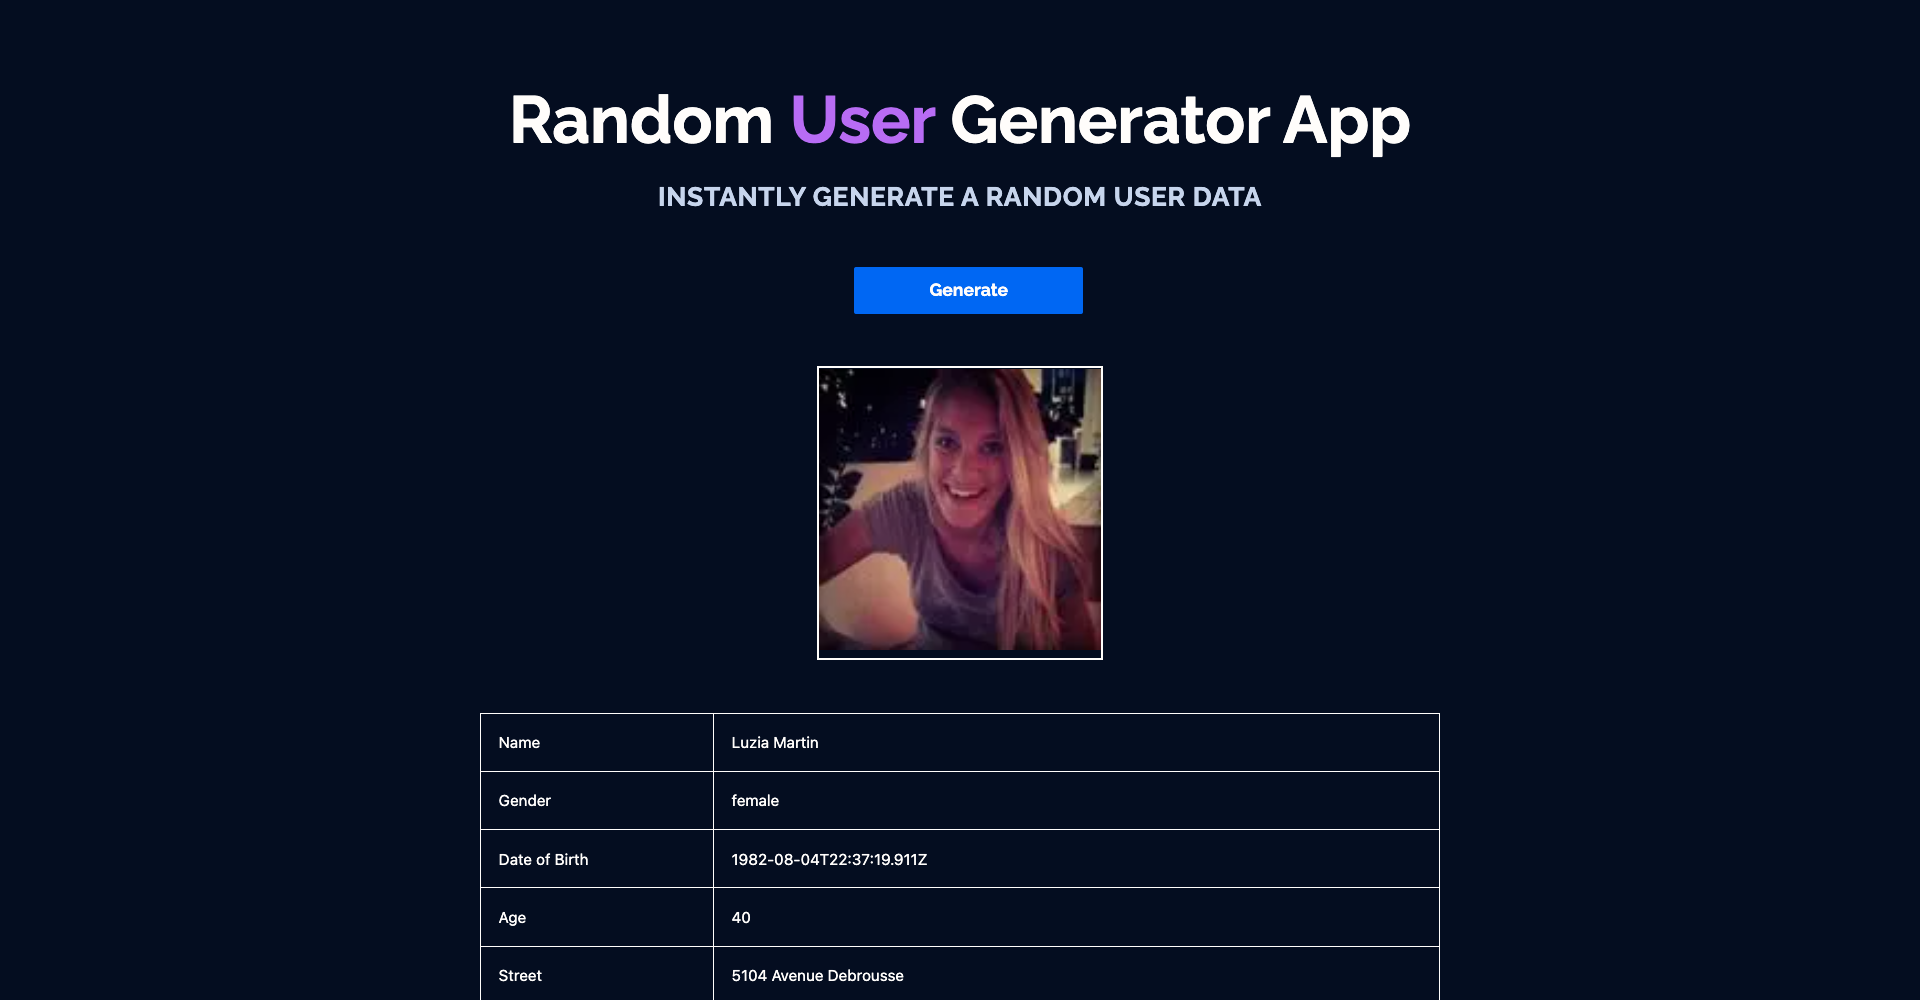 Random User Generator App
INSTANTLY GENERATE A RANDOM USER DATA
Generate
Name Luzia Martin
Gender female
Date of Birth 1982-08-04T22:37:19.911Z
Age 40
Street 5104 Avenue Debrousse